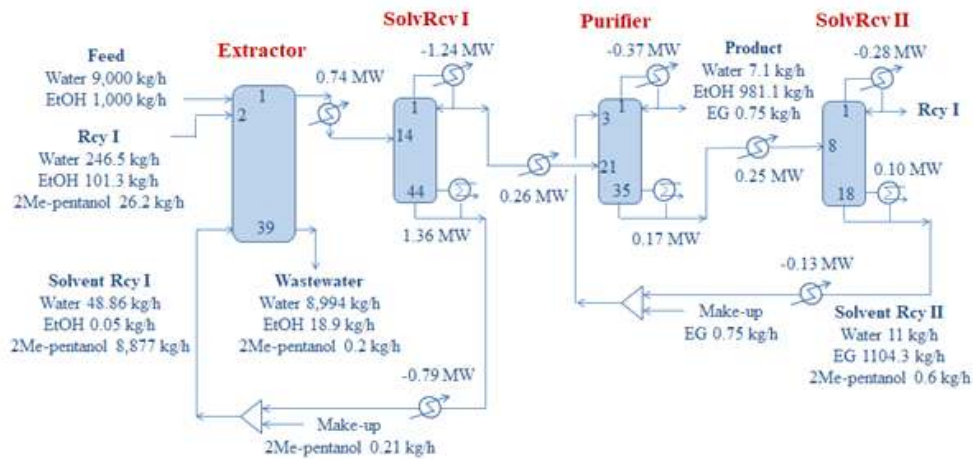 SolvRcv I
Purifier
SolvRcv II
Extractor
-1.24 MW
-0.37 MW
-0.28 MW
Feed
Water 9,000 kg/h
EtOH 1,000 kg/h
0.74 MW
Product
Water 7.1 kg/h
EtOH 981.1 kg/h
EG 0.75 kg/h
1
2
39
1
14
44
1
3
21
35
1
8
18
Rcy I
Rcy I
Water 246.5 kg/h
EtOH 101.3 kg/h
2Me-pentanol 26.2 kg/h
0.26 MW
0.25 MW
0.10 MW
1.36 MW
0.17 MW
-0.13 MW
Solvent Rcy I
Water 48.86 kg/h
EtOH 0.05 kg/h
2Me-pentanol 8,877 kg/h
Wastewater
Water 8,994 kg/h
EtOH 18.9 kg/h
2Me-pentanol 0.2 kg/h
Make-up
EG 0.75 kg/h
Solvent Rcy II
Water 11 kg/h
EG 1104.3 kg/h
2Me-pentanol 0.6 kg/h
-0.79 MW
Make-up
2Me-pentanol 0.21 kg/h